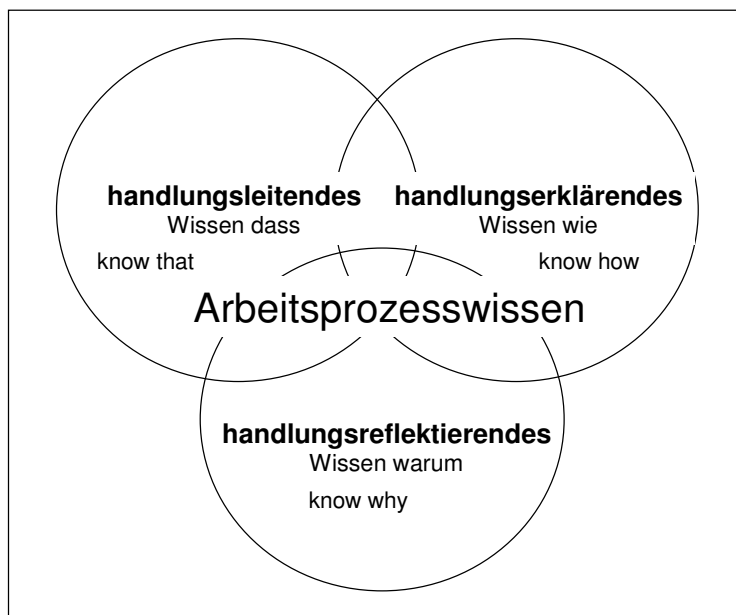 handlungsleitendes
Wissen dass
know that
handlungserklärendes
Wissen wie
know how
Arbeitsprozesswissen
handlungsreflektierendes
Wissen warum
know why